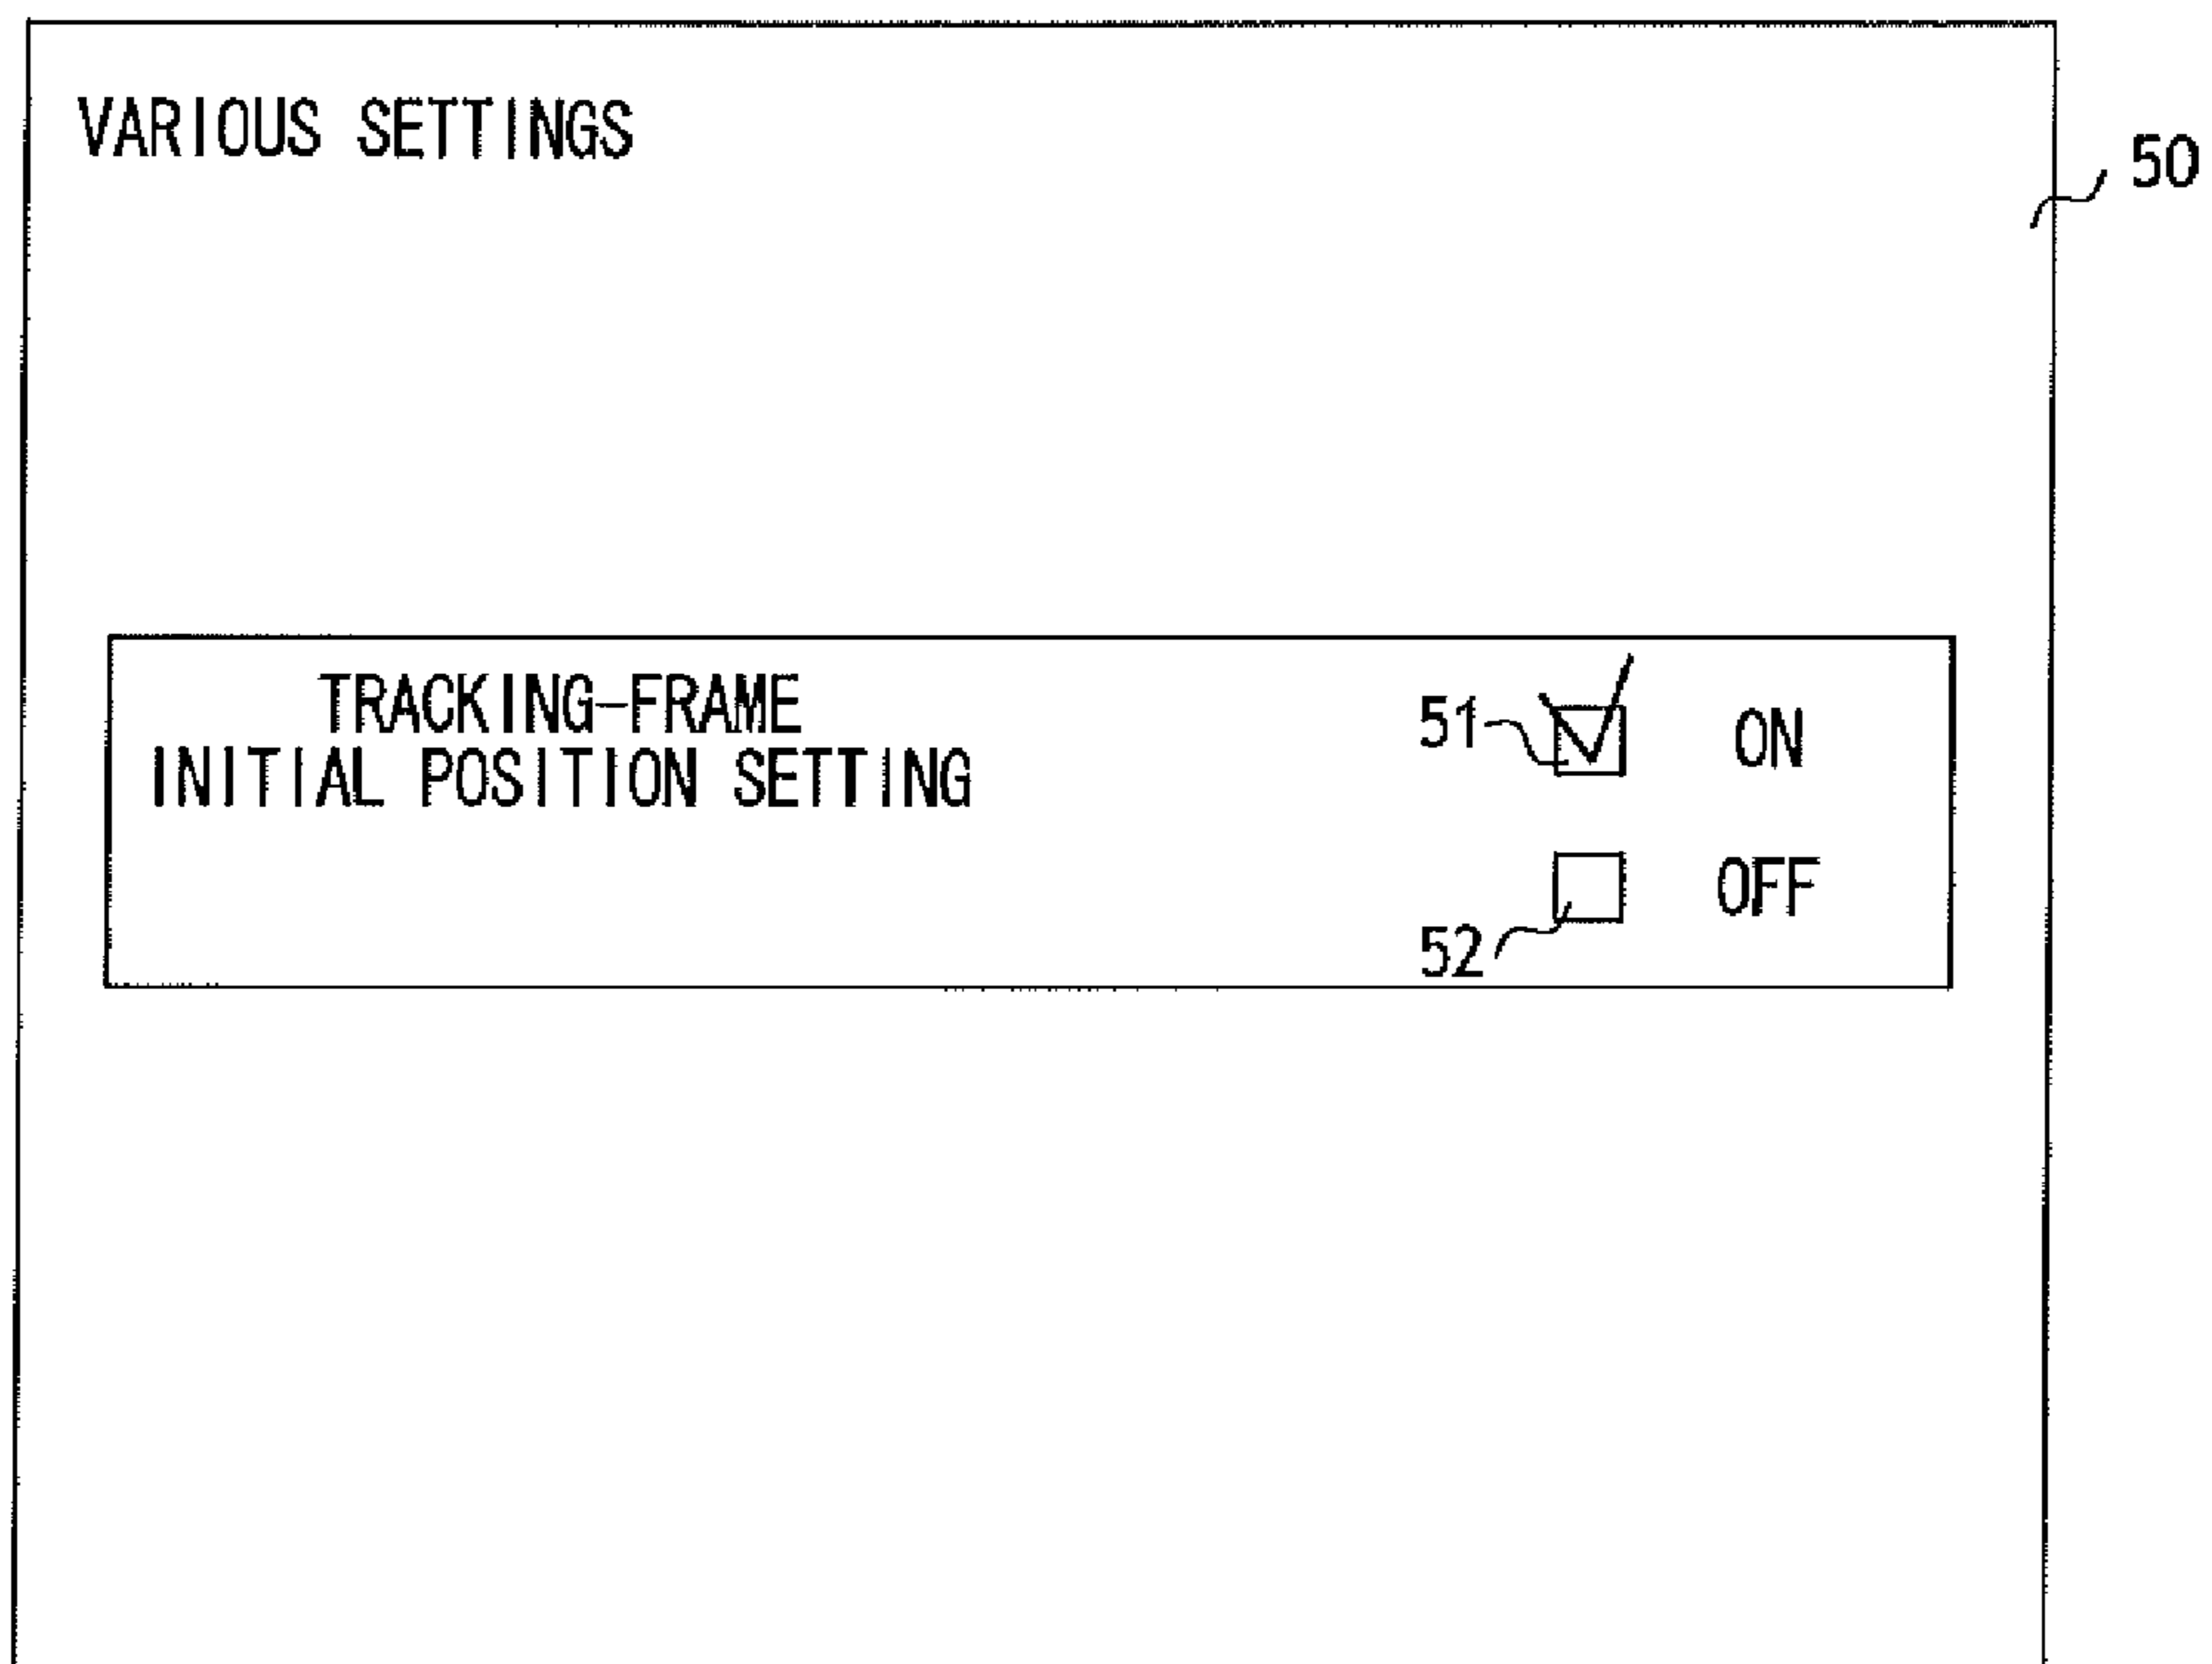 VARIOUS SETTINGS
50
TRACKING-FRAME
INITIAL POSITION SETTING
51
ON
OFF
52